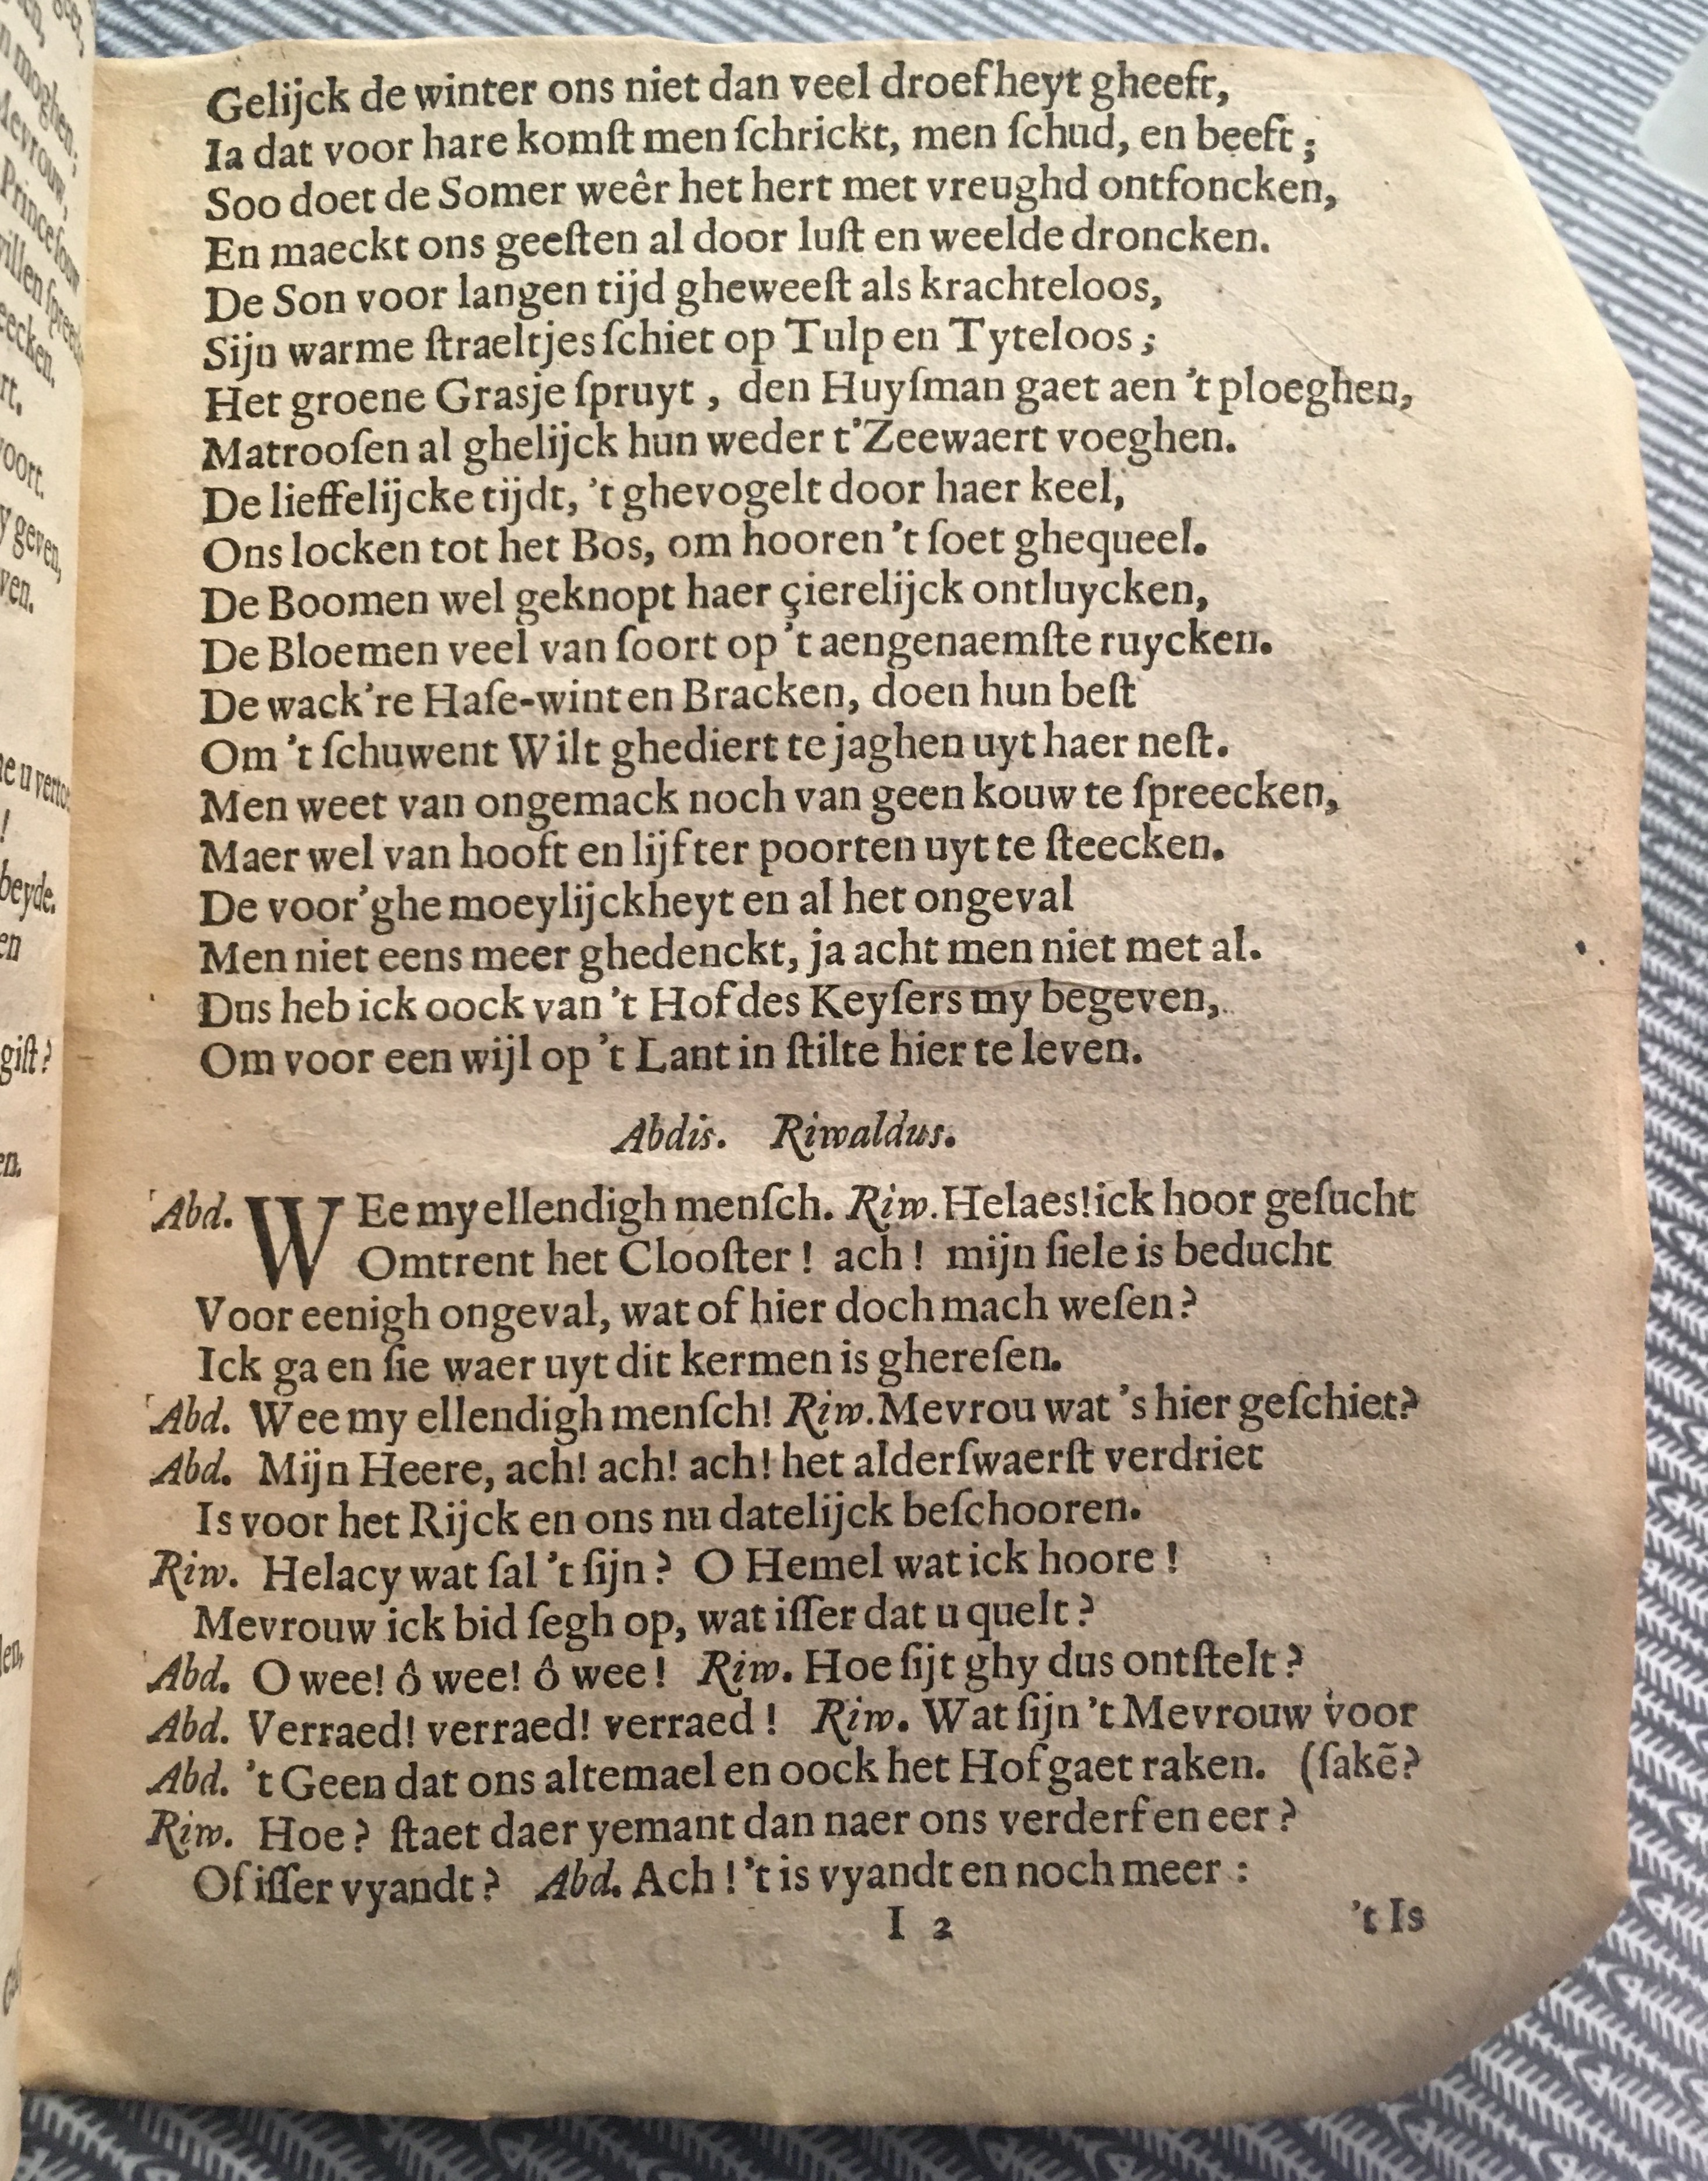 Gelijck de winter ons niet dan veel droefheyt gheeft,
Ia dat voor hare komſt men ſchrickt, men ſchud, en beeft;
Soo doet de Somer weêr het hert met vreughd ontfoncken,
En maeckt ons geeſten al door luſt en weelde droncken.
De Son voor langen tijd gheweeſt als krachteloos,
Sijn warme ſtraeltjes ſchiet op Tulp en Tyteloos;
Het groene Grasje ſpruyt, den Huyſman gaet aen 't ploeghen,
Matrooſen al ghelijck hun weder t'Zeewaert voeghen.
De lieffelijcke tijdt, 't ghevogelt door haer keel,
Ons locken tot het Bos, om hooren 't ſoet ghequeel.
De Boomen wel geknopt haer çierelijck ontluycken,
De Bloemen veel van ſoort op 't aengenaemſte ruycken.
De wack're Haſe-wint en Bracken, doen hun beſt
Om 't ſchuwent Wilt ghediert te jaghen uyt haer neſt.
Men weet van ongemack noch van geen kouw te ſpreecken,
Maer wel van hooft en lijf ter poorten uyt te ſteecken.
De voor'ghe moeylijckheyt en al het ongeval
Men niet eens meer ghedenckt, ja acht men niet met al.
Dus heb ick oock van 't Hof des Keyſers my begeven,
Om voor een wijl op 't Lant in ſtilte hier te leven.
Abdis. Riwaldus.
Abd. WEe my ellendigh menſch. Riw. Helaes! ick hoor geſucht
Omtrent het Clooſter! ach! mijn ſiele is beducht
Voor eenigh ongeval, wat of hier doch mach weſen?
Ick ga en ſie waer uyt dit kermen is ghereſen.
Abd. Wee my ellendigh menſch! Riw. Mevrou wat 's hier geſchiet?
Abd. Mijn Heere, ach! ach! ach! het alderſwaerſt verdriet
Is voor het Rijck en ons nu datelijck beſchooren.
Riw. Helacy wat ſal 't ſijn? O Hemel wat ick hoore!
Mevrouw ick bid ſegh op, wat iſſer dat u quelt?
Abd. O wee! ô wee! ô wee! Riw. Hoe ſijt ghy dus ontſtelt?
Abd. Verraed! verraed! verraed! Riw. Wat ſijn 't Mevrouw voor
Abd. 't Geen dat ons altemael en oock het Hof gaet raken. (ſakẽ?
Riw. Hoe? ſtaet daer yemant dan naer ons verderf en eer?
Of iſſer vyandt? Abd. Ach! 't is vyandt en noch meer:
I 2 't Is